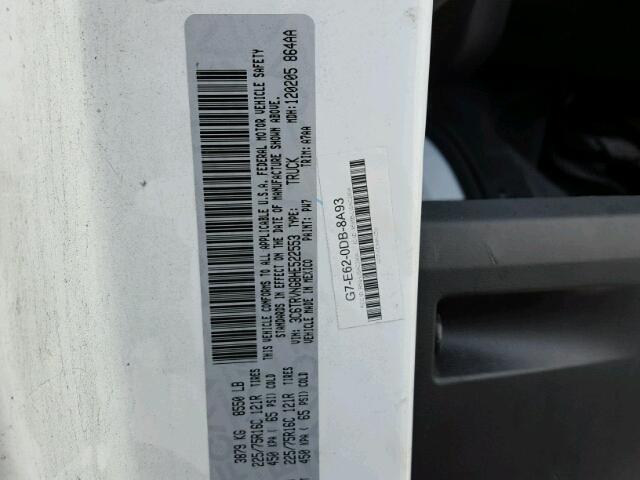 3879 KG 8550 LB
225/75R16C 121R TIRES
450 KPA ( 65 PSI) COLD
225/75R16C 121R TIRES
450 KPA ( 65 PSI) COLD
THIS VEHICLE CONFORMS TO ALL APPLICABLE U.S.A. FEDERAL MOTOR VEHICLE SAFETY
STANDARDS IN EFFECT ON THE DATE OF MANUFACTURE SHOWN ABOVE.
VIN: 3C6TRVNG8HE522553 TYPE: TRUCK MDH: 120205 864AA
VEHICLE MADE IN MEXICO PAINT: PW7 TRIM: A7AA
G7-E62-0DB-8A93